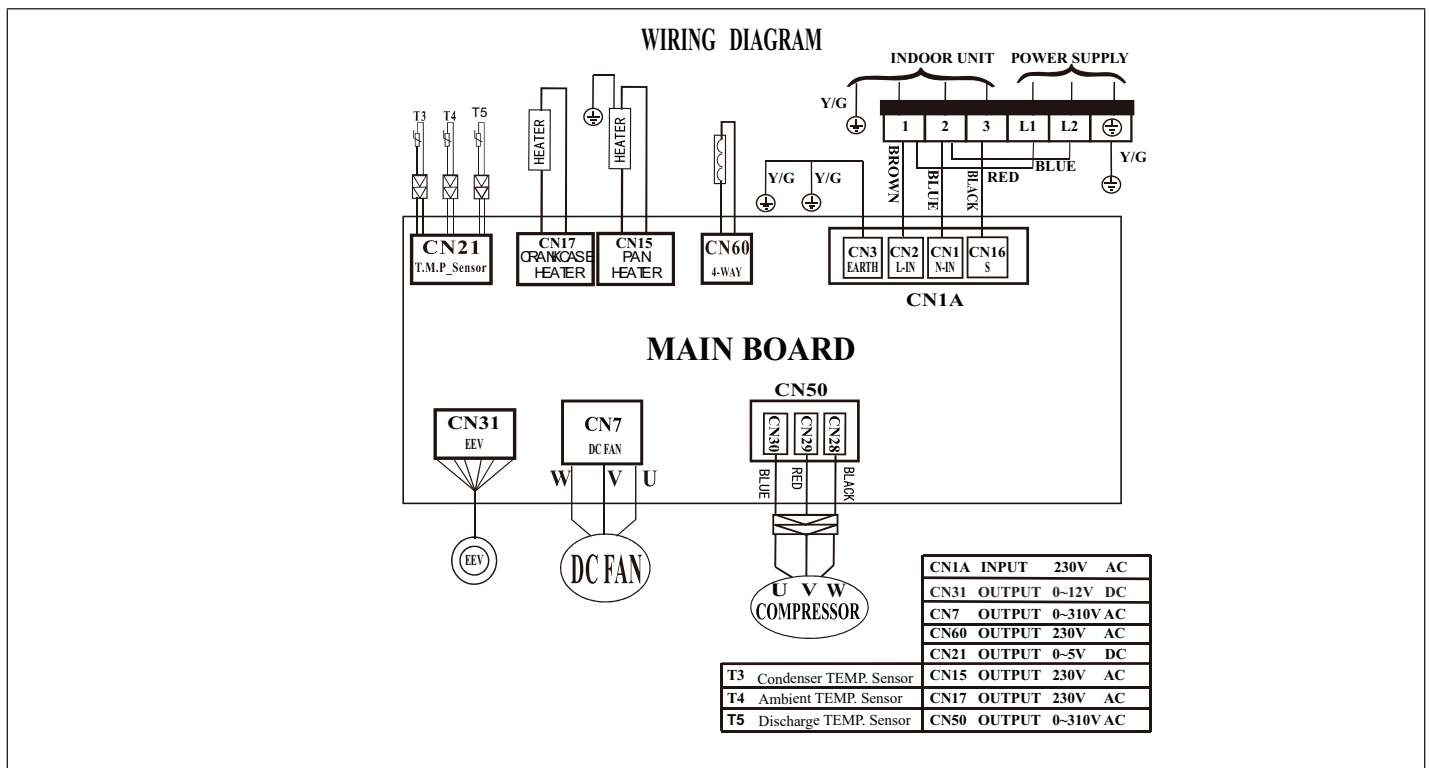 WIRING DIAGRAM
INDOOR UNIT POWER SUPPLY
Y/G
1 2 3 L1 L2
BROWN
BLUE
BLACK
RED
BLUE
Y/G
T3 T4 T5
HEATER
HEATER
Y/G Y/G
CN21
T.M.P_Sensor
CN17
CRANKCASE
HEATER
CN15
PAN
HEATER
CN60
4-WAY
CN3
EARTH
CN2
L-IN
CN1
N-IN
CN16
S
CN1A
MAIN BOARD
CN31
EEV
CN7
DC FAN
W V U
CN50
CN30 CN29 CN28
BLUE RED BLACK
EEV
DC FAN
U V W
COMPRESSOR
CN1A INPUT 230V AC
CN31 OUTPUT 0~12V DC
CN7 OUTPUT 0~310V AC
CN60 OUTPUT 230V AC
CN21 OUTPUT 0~5V DC
T3 Condenser TEMP. Sensor CN15 OUTPUT 230V AC
T4 Ambient TEMP. Sensor CN17 OUTPUT 230V AC
T5 Discharge TEMP. Sensor CN50 OUTPUT 0~310V AC